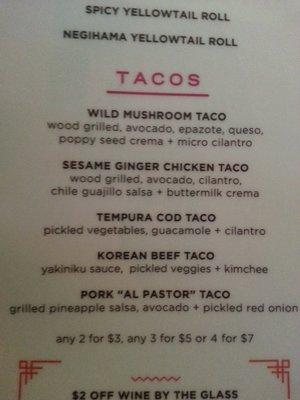 SPICY YELLOWTAIL ROLL
NEGIHAMA YELLOWTAIL ROLL
TACOS
WILD MUSHROOM TACO
wood grilled, avocado, epazote, queso,
poppy seed crema + micro cilantro
SESAME GINGER CHICKEN TACO
wood grilled, avocado, cilantro,
chile guajillo salsa + buttermilk crema
TEMPURA COD TACO
pickled vegetables, guacamole + cilantro
KOREAN BEEF TACO
yakiniku sauce, pickled veggies + kimchee
PORK "AL PASTOR" TACO
grilled pineapple salsa, avocado + pickled red onion
any 2 for $3, any 3 for $5 or 4 for $7
$2 OFF WINE BY THE GLASS